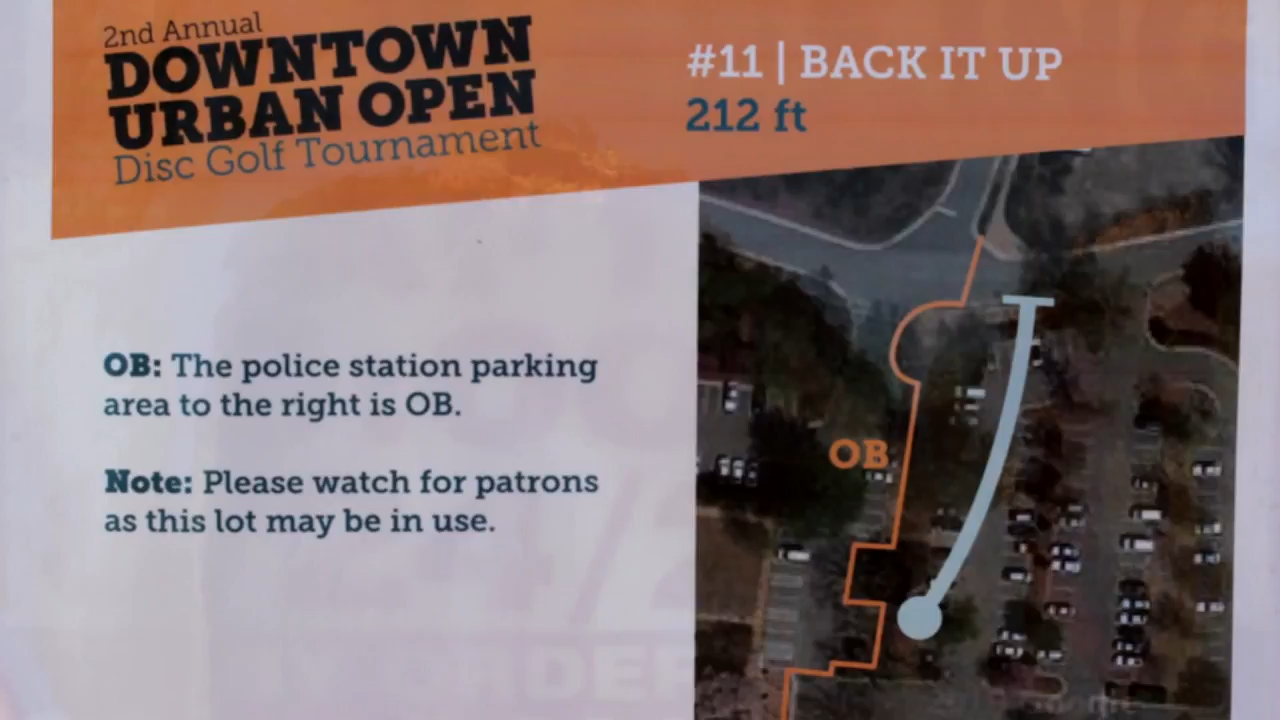 2nd Annual
DOWNTOWN
URBAN OPEN
Disc Golf Tournament
#11 | BACK IT UP
212 ft
OB: The police station parking
area to the right is OB.
Note: Please watch for patrons
as this lot may be in use.
OB